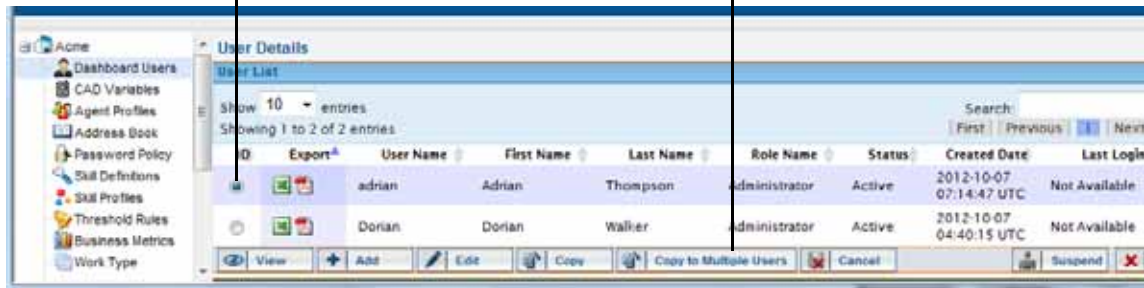 Acme
Dashboard Users
CAD Variables
Agent Profiles
Address Book
Password Policy
Skill Definitions
Skill Profiles
Threshold Rules
Business Metrics
Work Type
User Details
User List
Show 10 entries
Showing 1 to 2 of 2 entries
Search:
First Previous 1 Next
ID Export User Name First Name Last Name Role Name Status Created Date Last Login
adrian Adrian Thompson Administrator Active 2012-10-07 07:14:47 UTC Not Available
Dorian Dorian Walker Administrator Active 2012-10-07 04:40:15 UTC Not Available
View Add Edit Copy Copy to Multiple Users Cancel Suspend